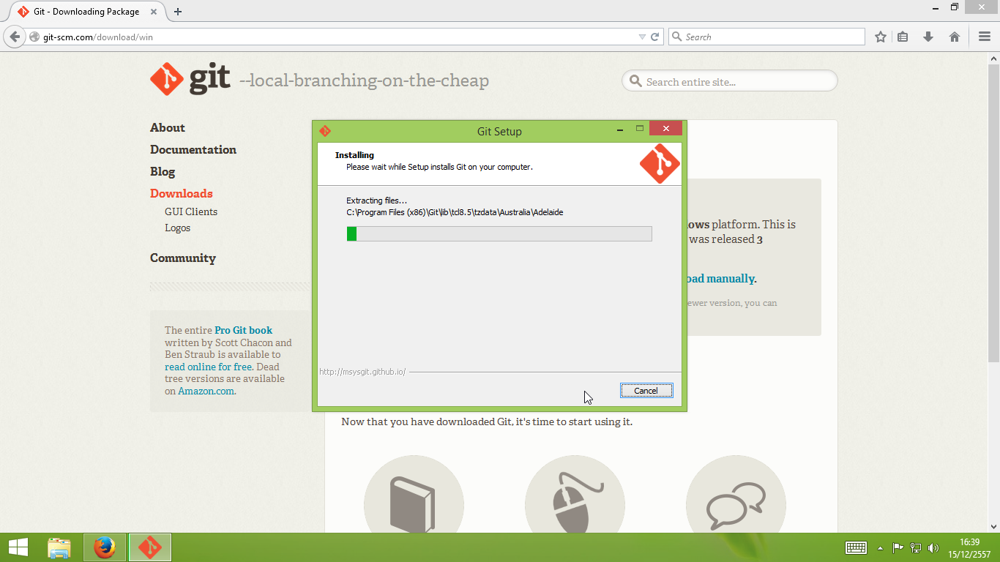 Git - Downloading Package
git-scm.com/download/win
Search
git --local-branching-on-the-cheap
Search entire site...
About
Documentation
Blog
Downloads
GUI Clients
Logos
Community
The entire Pro Git book
written by Scott Chacon and
Ben Straub is available to
read online for free. Dead
tree versions are available
on Amazon.com.
Git Setup
Installing
Please wait while Setup installs Git on your computer.
Extracting files...
C:\Program Files (x86)\Git\lib\tcl8.5\tzdata\Australia\Adelaide
http://msysgit.github.io/
Cancel
platform. This is
was released 3
manually.
version, you can
Now that you have downloaded Git, it's time to start using it.
16:39
15/12/2557